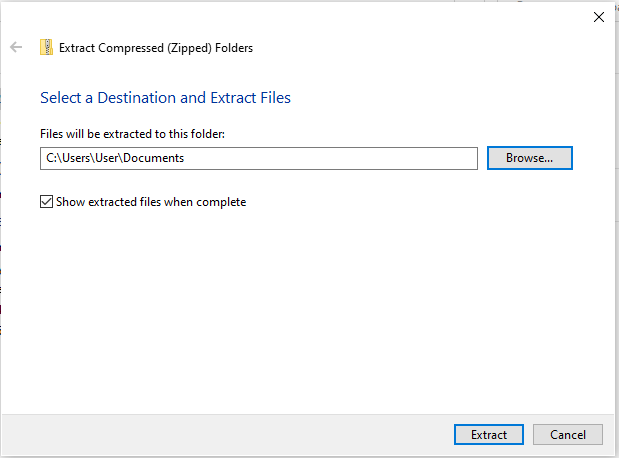 Extract Compressed (Zipped) Folders
Select a Destination and Extract Files
Files will be extracted to this folder:
C:\Users\User\Documents
Browse...
Show extracted files when complete
Extract
Cancel